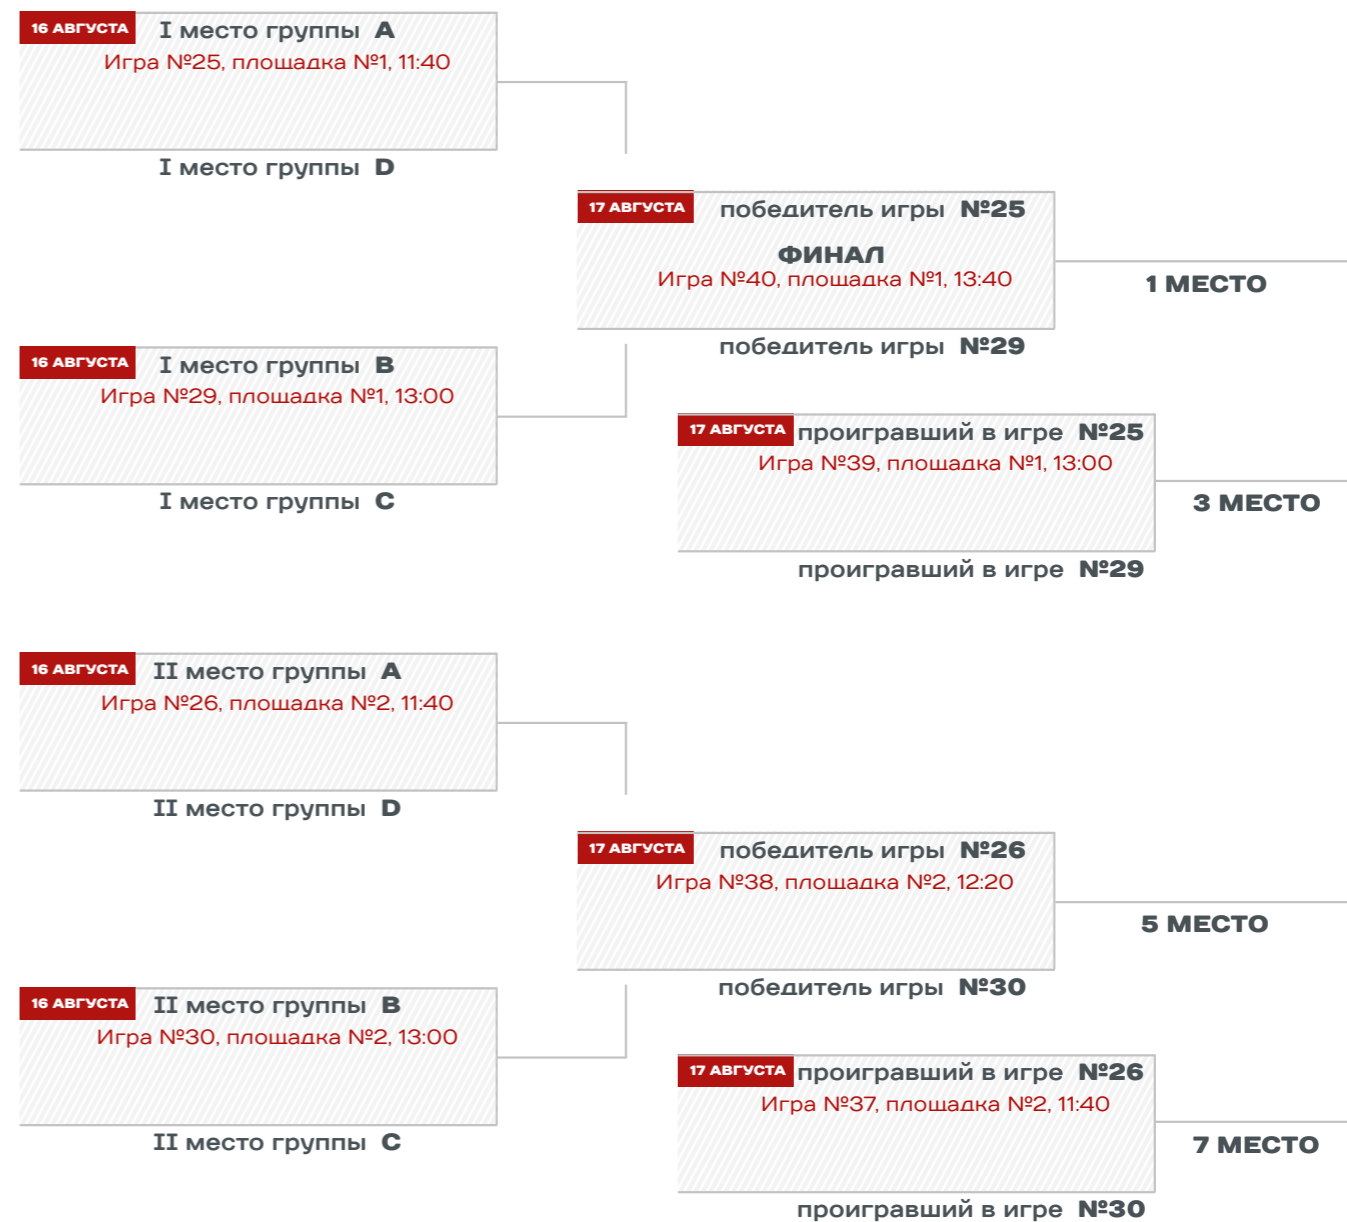 16 АВГУСТА
I место группы A
Игра №25, площадка №1, 11:40
I место группы D
17 АВГУСТА
победитель игры №25
ФИНАЛ
Игра №40, площадка №1, 13:40
1 МЕСТО
победитель игры №29
16 АВГУСТА
I место группы B
Игра №29, площадка №1, 13:00
I место группы C
17 АВГУСТА
проигравший в игре №25
Игра №39, площадка №1, 13:00
3 МЕСТО
проигравший в игре №29
16 АВГУСТА
II место группы A
Игра №26, площадка №2, 11:40
II место группы D
17 АВГУСТА
победитель игры №26
Игра №38, площадка №2, 12:20
5 МЕСТО
победитель игры №30
16 АВГУСТА
II место группы B
Игра №30, площадка №2, 13:00
II место группы C
17 АВГУСТА
проигравший в игре №26
Игра №37, площадка №2, 11:40
7 МЕСТО
проигравший в игре №30